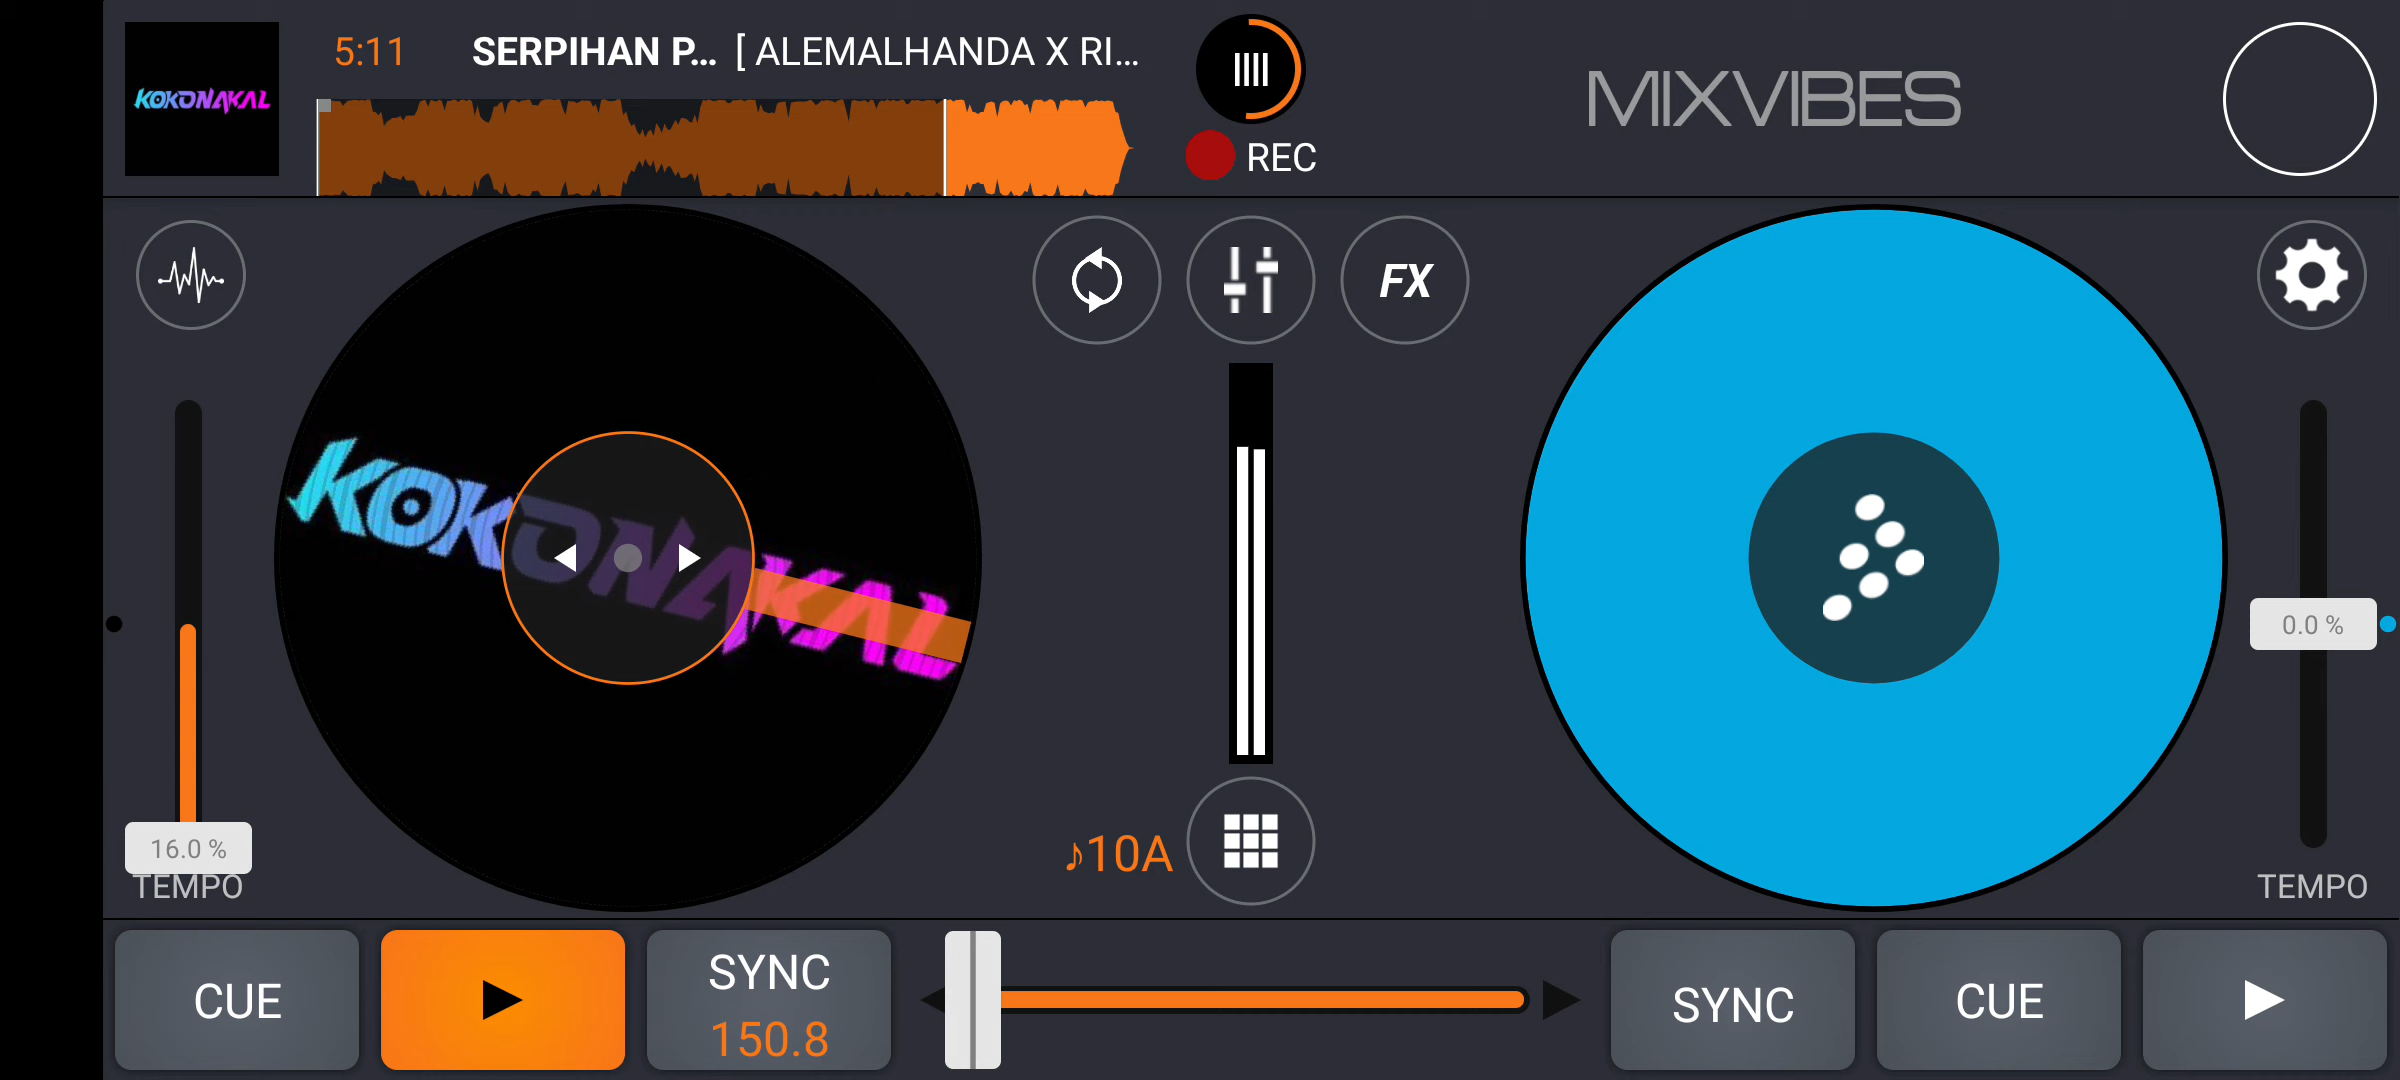 KOKONAKAL
5:11 SERPIHAN P... [ ALEMALHANDA X RI...
REC
MIXVIBES
FX
KOKONAKAL
16.0 %
TEMPO
♪10A
0.0 %
TEMPO
CUE
SYNC
150.8
SYNC
CUE